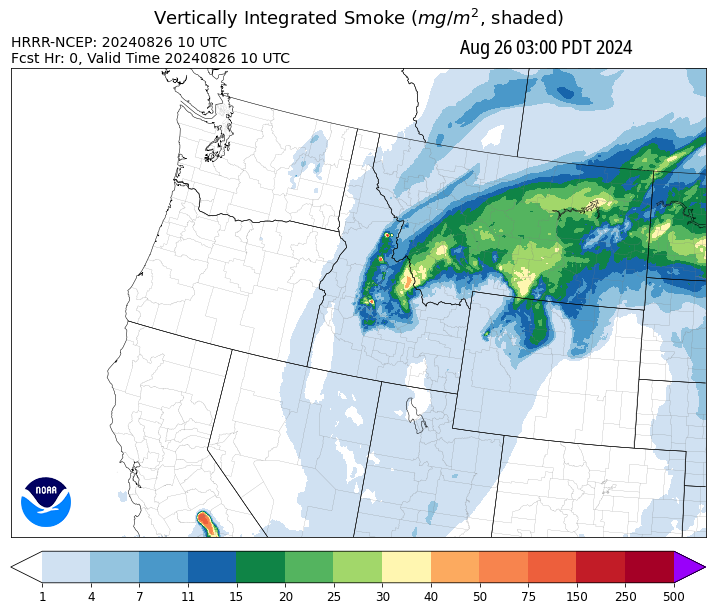 Vertically Integrated Smoke (mg/m², shaded)
HRRR-NCEP: 20240826 10 UTC
Aug 26 03:00 PDT 2024
Fcst Hr: 0, Valid Time 20240826 10 UTC
NOAA
1 4 7 11 15 20 25 30 40 50 75 150 250 500